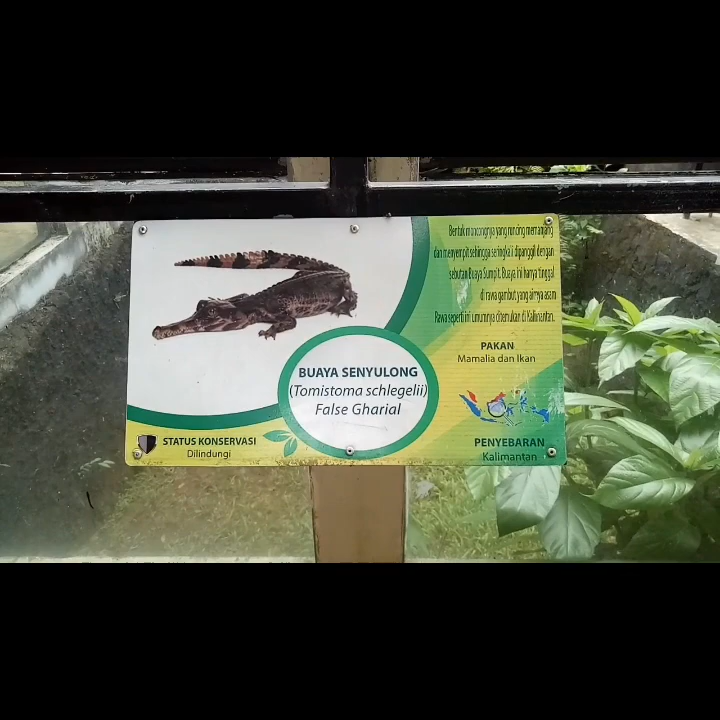 Bentuk moncongnya yang runcing memanjang
dan menyempit sehingga seringkali dipanggil dengan
sebutan Buaya Sumpit. Buaya ini hanya tinggal
di rawa gambut yang airnya asam
Rawa seperti ini umumnya ditemukan di Kalimantan.
PAKAN
Mamalia dan Ikan
BUAYA SENYULONG
(Tomistoma schlegelii)
False Gharial
STATUS KONSERVASI
Dilindungi
PENYEBARAN
Kalimantan